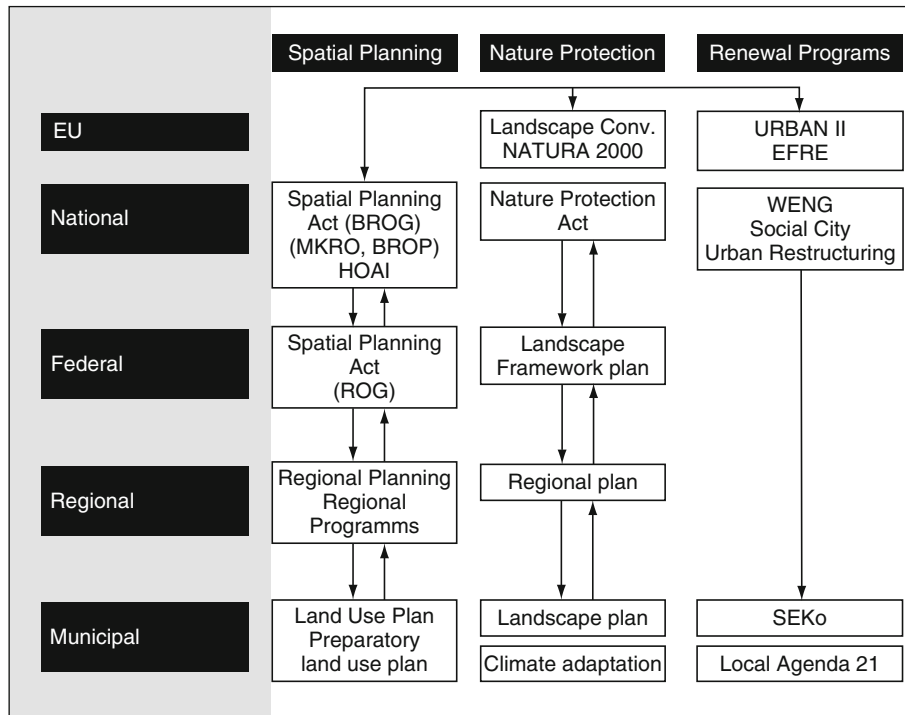 Spatial Planning
Nature Protection
Renewal Programs
EU
Landscape Conv.
NATURA 2000
URBAN II
EFRE
National
Spatial Planning
Act (BROG)
(MKRO, BROP)
HOAI
Nature Protection
Act
WENG
Social City
Urban Restructuring
Federal
Spatial Planning
Act
(ROG)
Landscape
Framework plan
Regional
Regional Planning
Regional
Programms
Regional plan
Municipal
Land Use Plan
Preparatory
land use plan
Landscape plan
Climate adaptation
SEKo
Local Agenda 21